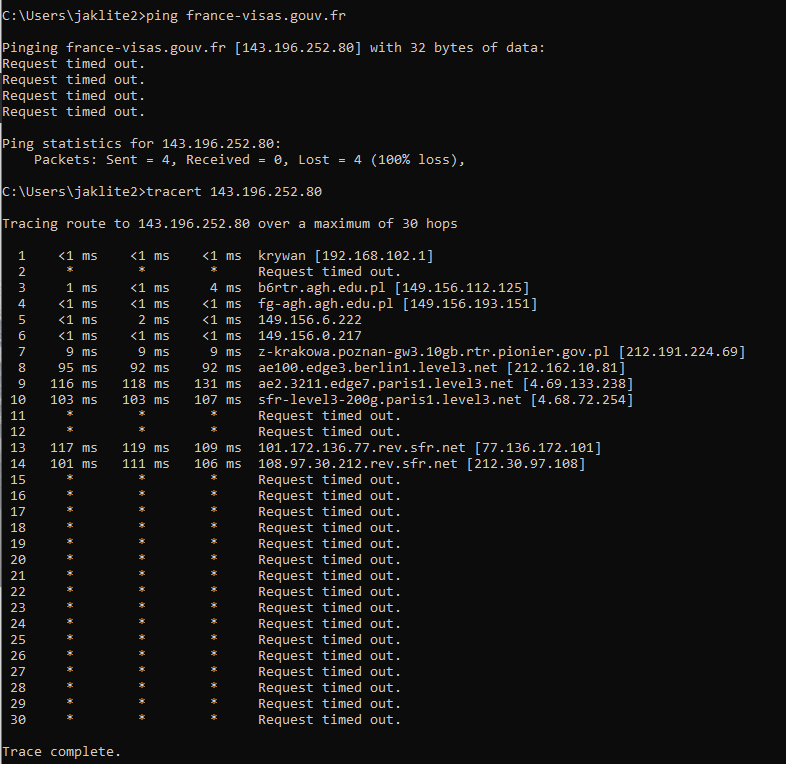 C:\Users\jaklite2>ping france-visas.gouv.fr
Pinging france-visas.gouv.fr [143.196.252.80] with 32 bytes of data:
Request timed out.
Request timed out.
Request timed out.
Request timed out.
Ping statistics for 143.196.252.80:
    Packets: Sent = 4, Received = 0, Lost = 4 (100% loss),
C:\Users\jaklite2>tracert 143.196.252.80
Tracing route to 143.196.252.80 over a maximum of 30 hops
  1    <1 ms    <1 ms    <1 ms  krywan [192.168.102.1]
  2     *        *        *     Request timed out.
  3     1 ms    <1 ms     4 ms  b6rtr.agh.edu.pl [149.156.112.125]
  4    <1 ms    <1 ms    <1 ms  fg-agh.agh.edu.pl [149.156.193.151]
  5    <1 ms     2 ms    <1 ms  149.156.6.222
  6    <1 ms    <1 ms    <1 ms  149.156.0.217
  7     9 ms     9 ms     9 ms  z-krakowa.poznan-gw3.10gb.rtr.pionier.gov.pl [212.191.224.69]
  8    95 ms    92 ms    92 ms  ae100.edge3.berlin1.level3.net [212.162.10.81]
  9   116 ms   118 ms   131 ms  ae2.3211.edge7.paris1.level3.net [4.69.133.238]
 10   103 ms   103 ms   107 ms  sfr-level3-200g.paris1.level3.net [4.68.72.254]
 11     *        *        *     Request timed out.
 12     *        *        *     Request timed out.
 13   117 ms   119 ms   109 ms  101.172.136.77.rev.sfr.net [77.136.172.101]
 14   101 ms   111 ms   106 ms  108.97.30.212.rev.sfr.net [212.30.97.108]
 15     *        *        *     Request timed out.
 16     *        *        *     Request timed out.
 17     *        *        *     Request timed out.
 18     *        *        *     Request timed out.
 19     *        *        *     Request timed out.
 20     *        *        *     Request timed out.
 21     *        *        *     Request timed out.
 22     *        *        *     Request timed out.
 23     *        *        *     Request timed out.
 24     *        *        *     Request timed out.
 25     *        *        *     Request timed out.
 26     *        *        *     Request timed out.
 27     *        *        *     Request timed out.
 28     *        *        *     Request timed out.
 29     *        *        *     Request timed out.
 30     *        *        *     Request timed out.
Trace complete.